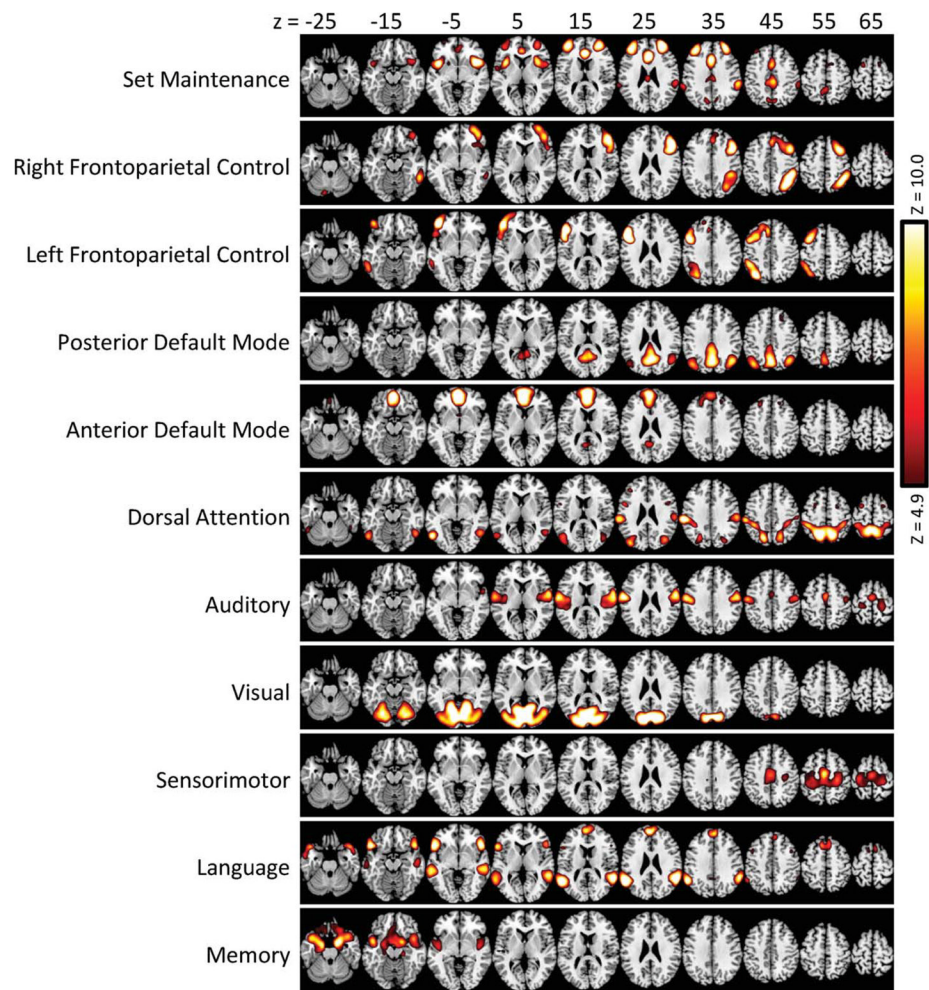 z = -25 -15 -5 5 15 25 35 45 55 65
Set Maintenance
Right Frontoparietal Control
Left Frontoparietal Control
Posterior Default Mode
Anterior Default Mode
Dorsal Attention
Auditory
Visual
Sensorimotor
Language
Memory
Z = 10.0
Z = 4.9